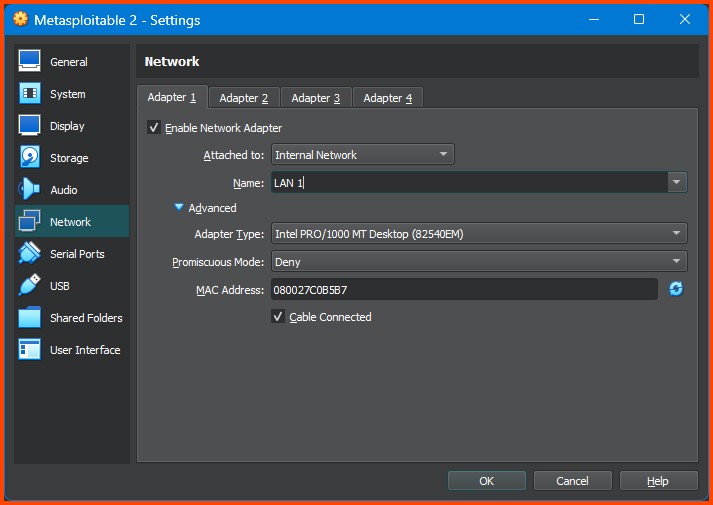 Metasploitable 2 - Settings
General
System
Display
Storage
Audio
Network
Serial Ports
USB
Shared Folders
User Interface
Network
Adapter 1 Adapter 2 Adapter 3 Adapter 4
Enable Network Adapter
Attached to: Internal Network
Name: LAN 1
Advanced
Adapter Type: Intel PRO/1000 MT Desktop (82540EM)
Promiscuous Mode: Deny
MAC Address: 080027C0B5B7
Cable Connected
OK Cancel Help